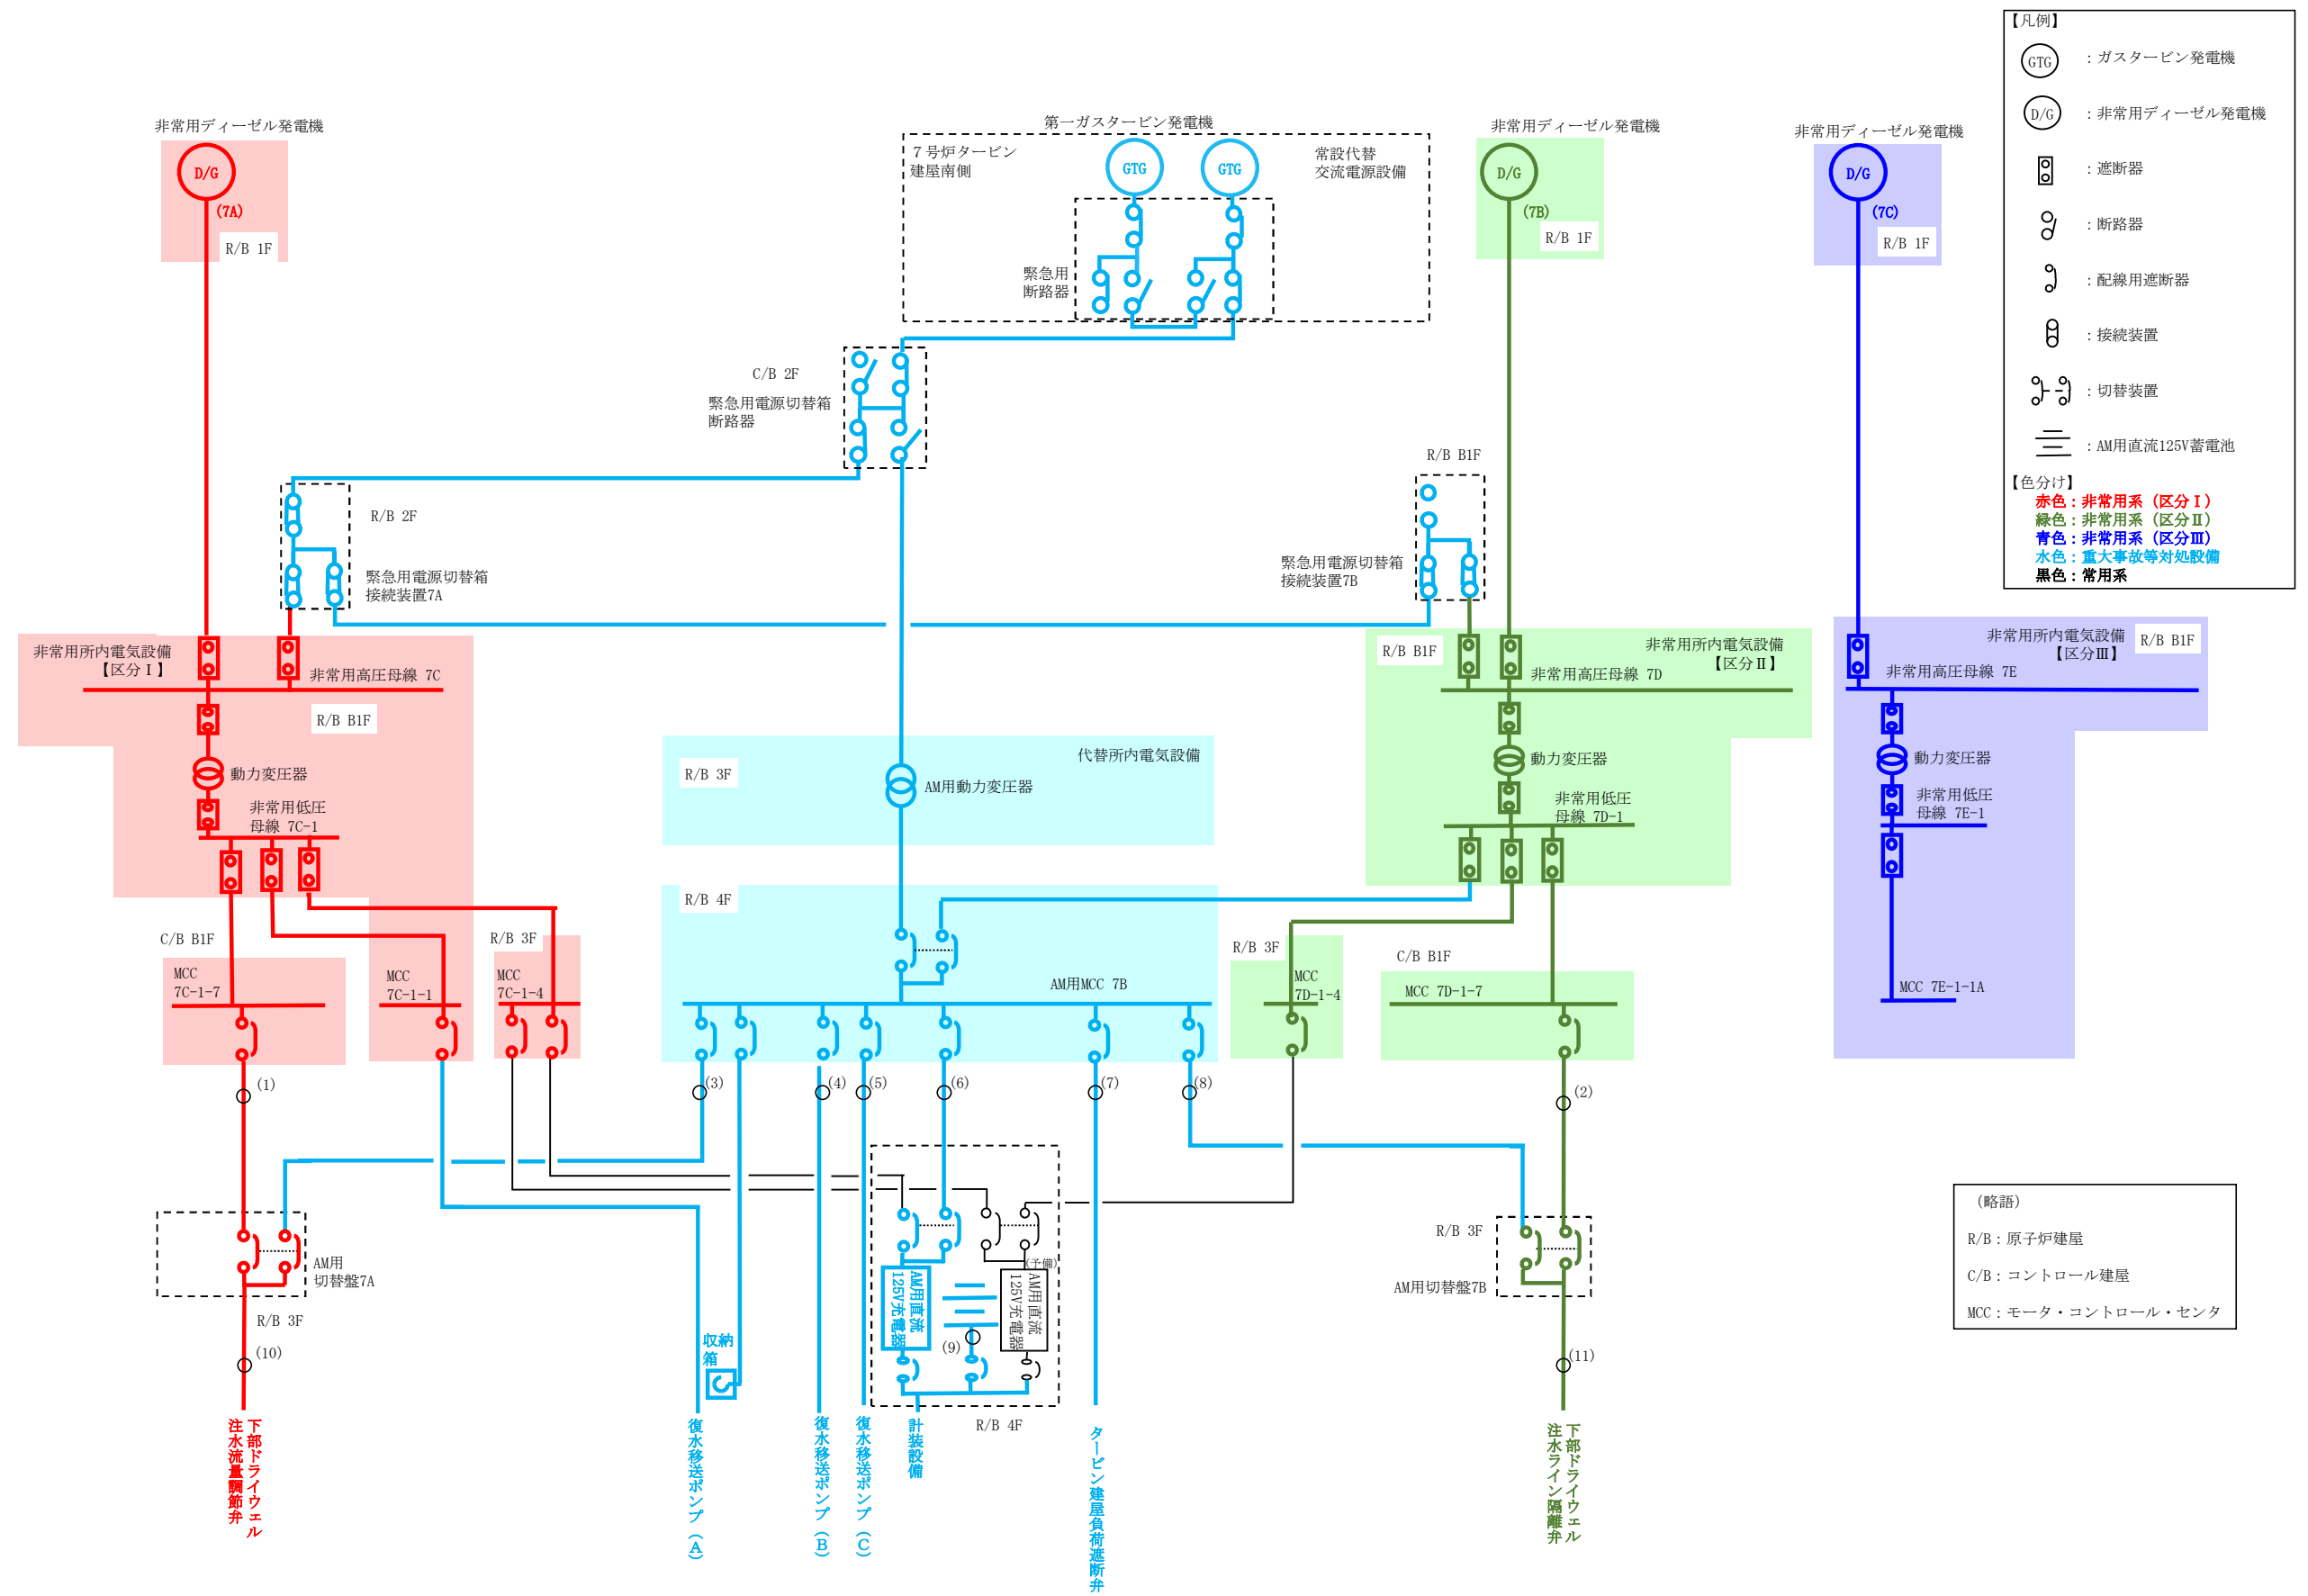 【凡例】
GTG
：ガスタービン発電機
D/G
：非常用ディーゼル発電機
：遮断器
：断路器
：配線用遮断器
：接続装置
：切替装置
：AM用直流125V蓄電池
【色分け】
赤色：非常用系（区分Ⅰ）
緑色：非常用系（区分Ⅱ）
青色：非常用系（区分Ⅲ）
水色：重大事故等対処設備
黒色：常用系
非常用ディーゼル発電機
D/G
(7A)
R/B 1F
第一ガスタービン発電機
７号炉タービン
建屋南側
GTG
GTG
常設代替
交流電源設備
緊急用
断路器
非常用ディーゼル発電機
D/G
(7B)
R/B 1F
非常用ディーゼル発電機
D/G
(7C)
R/B 1F
C/B 2F
緊急用電源切替箱
断路器
R/B 2F
緊急用電源切替箱
接続装置7A
R/B B1F
緊急用電源切替箱
接続装置7B
非常用所内電気設備
【区分Ⅰ】
非常用高圧母線 7C
R/B B1F
動力変圧器
非常用低圧
母線 7C-1
R/B 3F
代替所内電気設備
AM用動力変圧器
R/B B1F
非常用所内電気設備
【区分Ⅱ】
非常用高圧母線 7D
動力変圧器
非常用低圧
母線 7D-1
非常用所内電気設備
【区分Ⅲ】
R/B B1F
非常用高圧母線 7E
動力変圧器
非常用低圧
母線 7E-1
MCC 7E-1-1A
C/B B1F
MCC
7C-1-7
MCC
7C-1-1
R/B 3F
MCC
7C-1-4
R/B 4F
AM用MCC 7B
R/B 3F
MCC
7D-1-4
C/B B1F
MCC 7D-1-7
(1)
(3)
(4)
(5)
(6)
(7)
(8)
(2)
AM用
切替盤7A
R/B 3F
(10)
収納
箱
AM用直流
125V充電器
(9)
(予備)
AM用直流
125V充電器
R/B 4F
R/B 3F
AM用切替盤7B
(11)
下部ドライウェル
注水流量調節弁
復水移送ポンプ（Ａ）
復水移送ポンプ（Ｂ）
復水移送ポンプ（Ｃ）
計装設備
タービン建屋負荷遮断弁
下部ドライウェル
注水ライン隔離弁
（略語）
R/B：原子炉建屋
C/B：コントロール建屋
MCC：モータ・コントロール・センタ